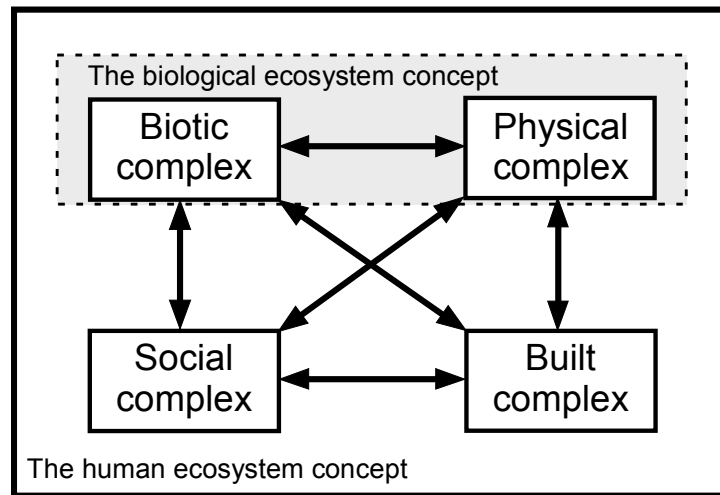 The biological ecosystem concept
Biotic
complex
Physical
complex
Social
complex
Built
complex
The human ecosystem concept